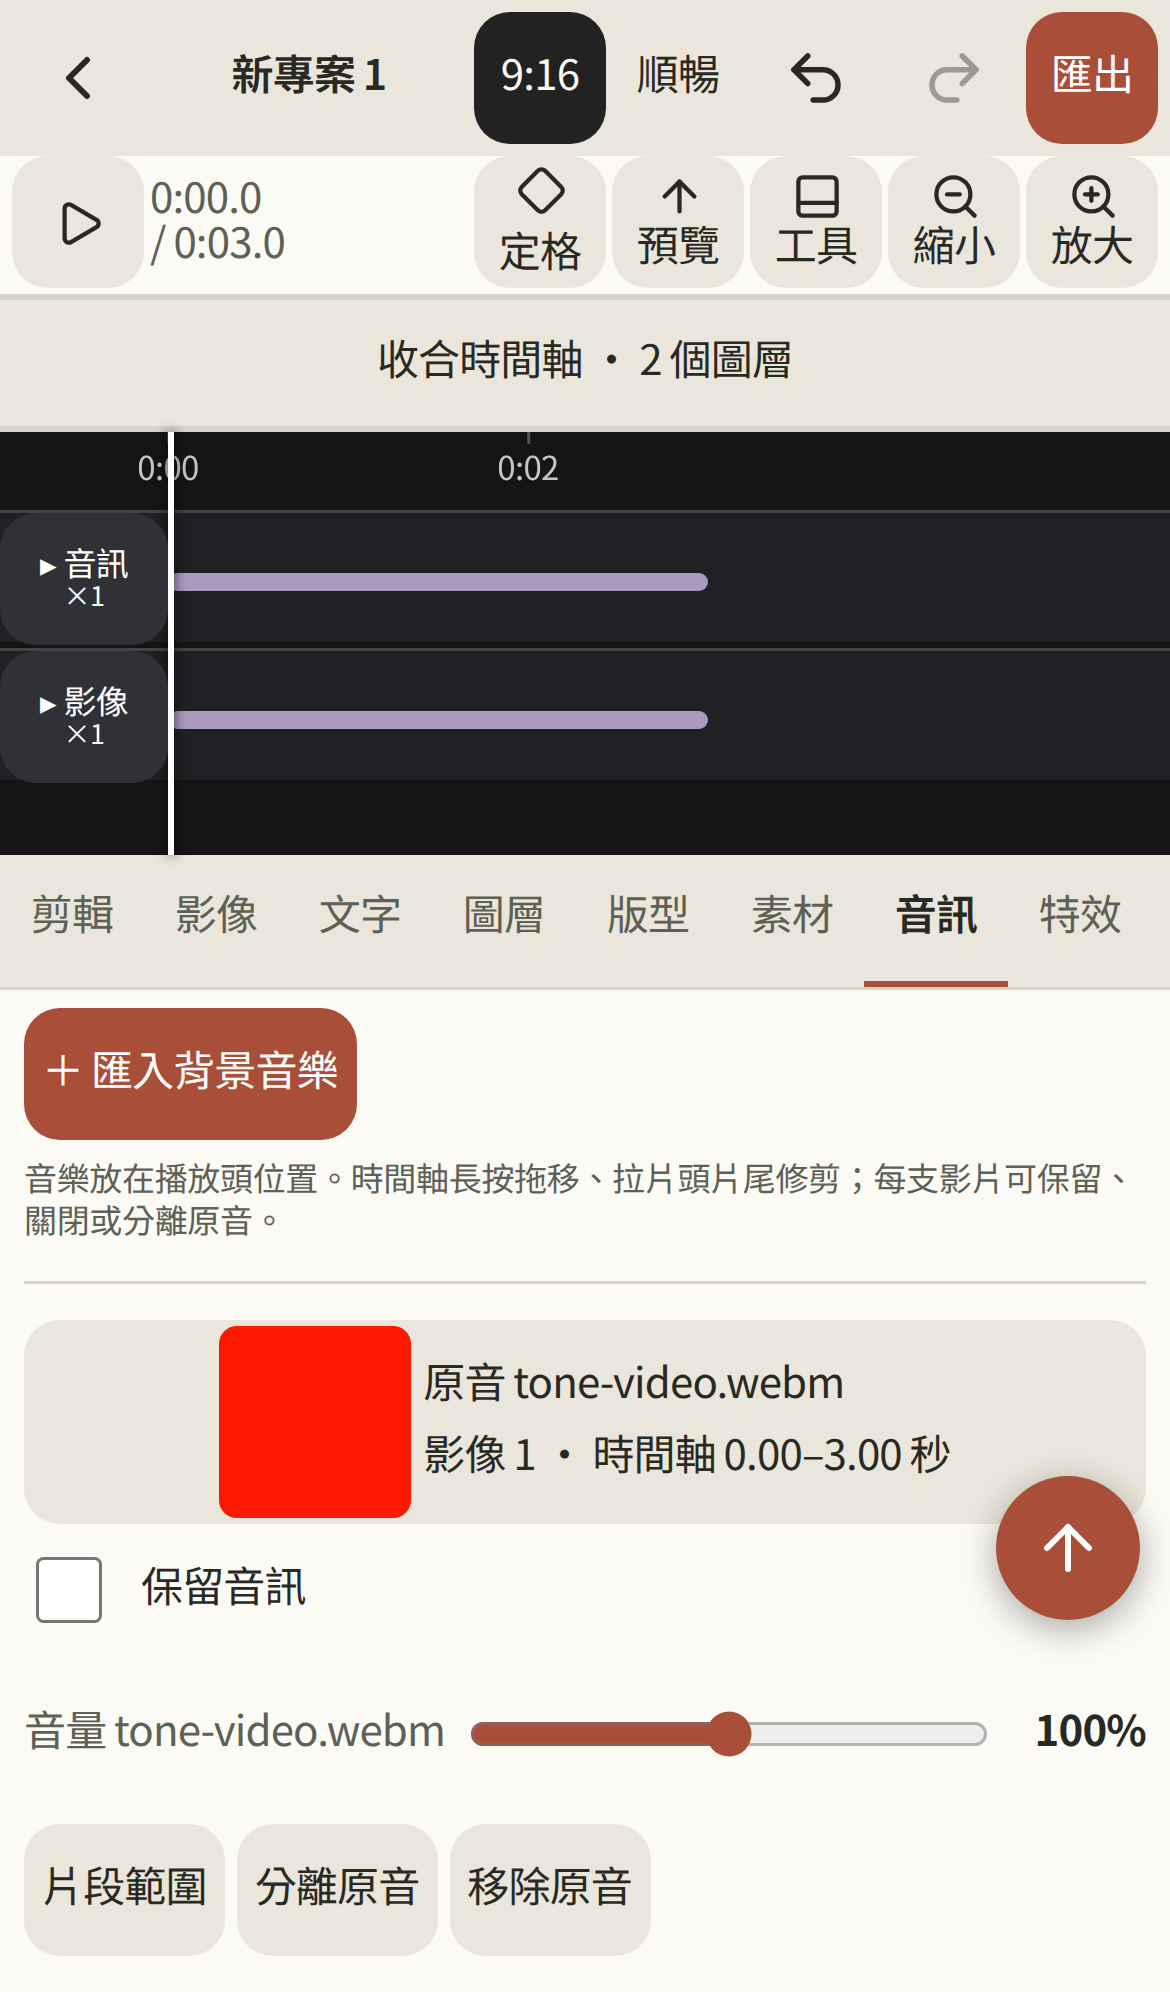 新專案 1
9:16
順暢
匯出
0:00.0
/ 0:03.0
定格
預覽
工具
縮小
放大
收合時間軸 · 2 個圖層
0:00
0:02
▸ 音訊
×1
▸ 影像
×1
剪輯
影像
文字
圖層
版型
素材
音訊
特效
＋ 匯入背景音樂
音樂放在播放頭位置。時間軸長按拖移、拉片頭片尾修剪；每支影片可保留、
關閉或分離原音。
原音 tone-video.webm
影像 1 · 時間軸 0.00–3.00 秒
保留音訊
音量 tone-video.webm
100%
片段範圍
分離原音
移除原音